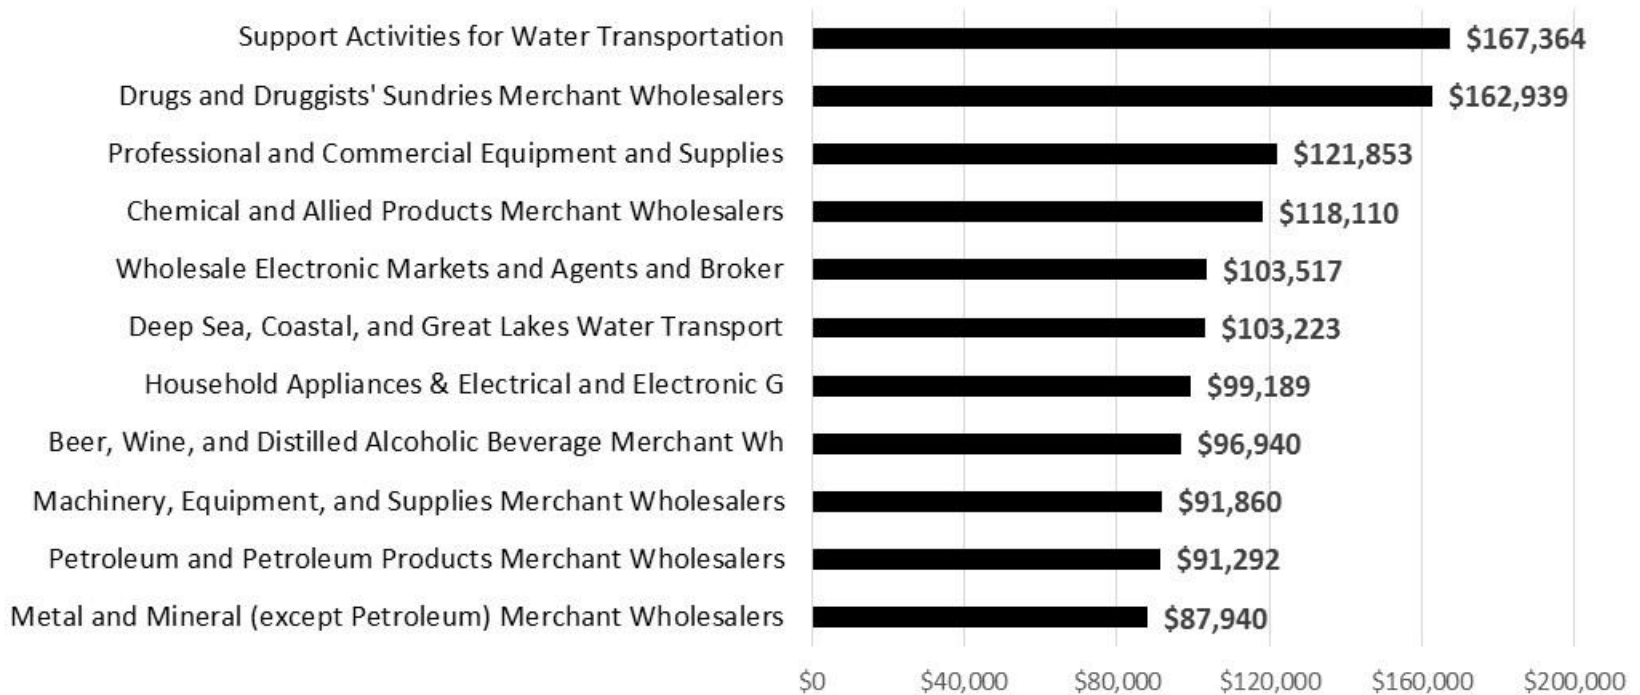 Support Activities for Water Transportation $167,364
Drugs and Druggists' Sundries Merchant Wholesalers $162,939
Professional and Commercial Equipment and Supplies $121,853
Chemical and Allied Products Merchant Wholesalers $118,110
Wholesale Electronic Markets and Agents and Broker $103,517
Deep Sea, Coastal, and Great Lakes Water Transport $103,223
Household Appliances & Electrical and Electronic G $99,189
Beer, Wine, and Distilled Alcoholic Beverage Merchant Wh $96,940
Machinery, Equipment, and Supplies Merchant Wholesalers $91,860
Petroleum and Petroleum Products Merchant Wholesalers $91,292
Metal and Mineral (except Petroleum) Merchant Wholesalers $87,940
$0 $40,000 $80,000 $120,000 $160,000 $200,000